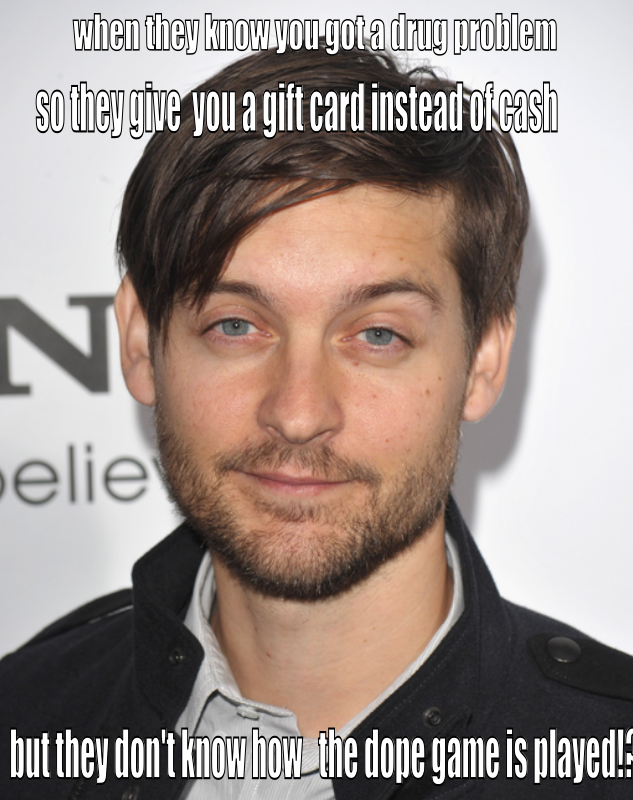 when they know you got a drug problem
so they give you a gift card instead of cash
N
believ
but they don't know how the dope game is played!?